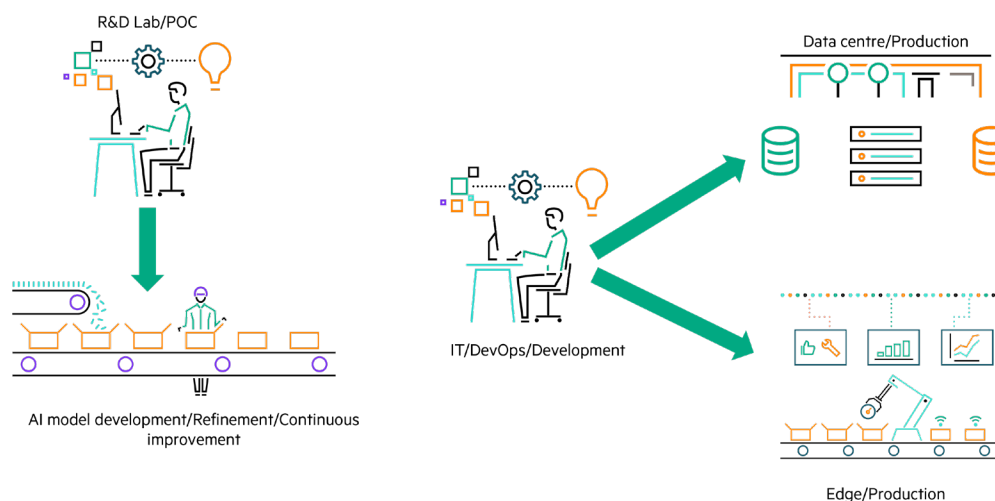 R&D Lab/POC
AI model development/Refinement/Continuous
improvement
IT/DevOps/Development
Data centre/Production
Edge/Production